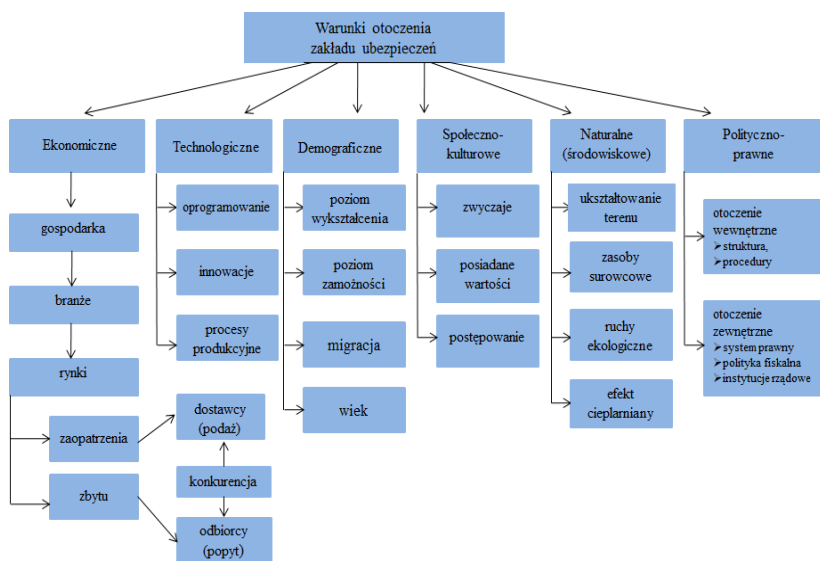 Warunki otoczenia
zakładu ubezpieczeń
Ekonomiczne
gospodarka
branże
rynki
zaopatrzenia
zbytu
dostawcy
(podaż)
konkurencja
odbiorcy
(popyt)
Technologiczne
oprogramowanie
innowacje
procesy
produkcyjne
Demograficzne
poziom
wykształcenia
poziom
zamożności
migracja
wiek
Społeczno-
kulturowe
zwyczaje
posiadane
wartości
postępowanie
Naturalne
(środowiskowe)
ukształtowanie
terenu
zasoby
surowcowe
ruchy
ekologiczne
efekt
cieplarniany
Polityczno-
prawne
otoczenie
wewnętrzne
➢struktura,
➢procedury
otoczenie
zewnętrzne
➢system prawny
➢polityka fiskalna
➢instytucje rządowe